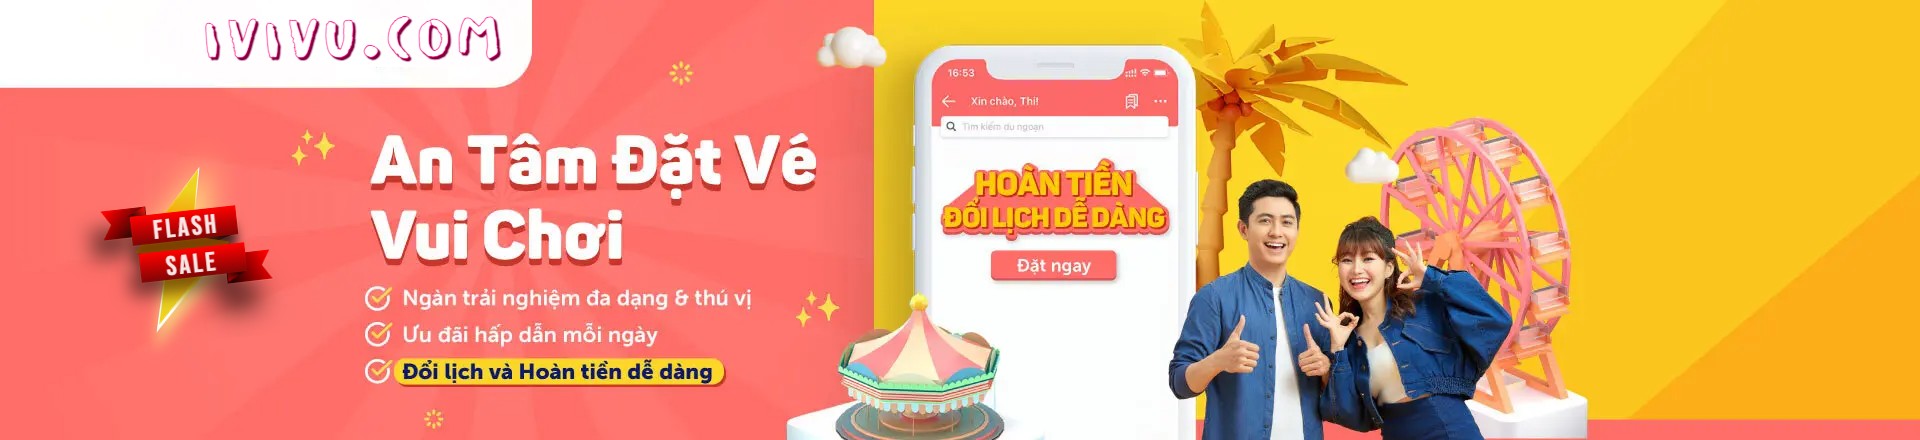 iVIVU.COM
FLASH
SALE
An Tâm Đặt Vé
Vui Chơi
Ngàn trải nghiệm đa dạng & thú vị
Ưu đãi hấp dẫn mỗi ngày
Đổi lịch và Hoàn tiền dễ dàng
16:53
Xin chào, Thi!
Tìm kiếm du ngoạn
HOÀN TIỀN
ĐỔI LỊCH DỄ DÀNG
Đặt ngay